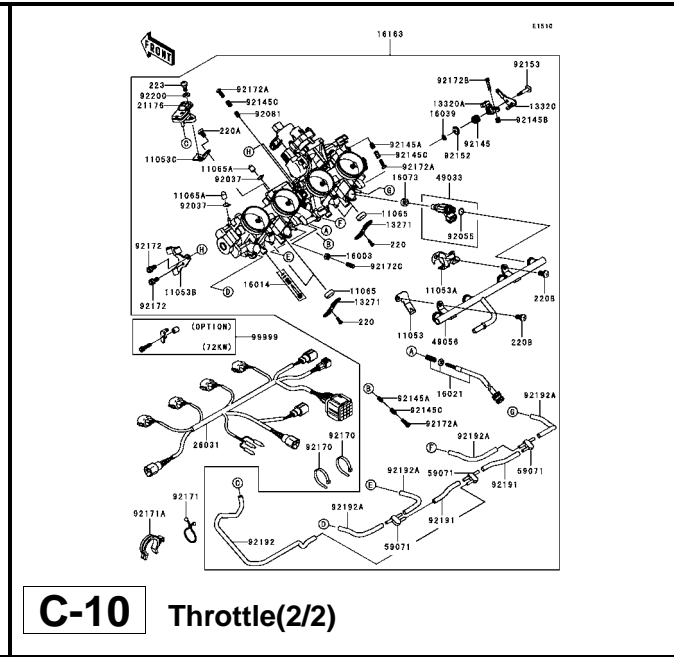 E1510
16163
FRONT
223
92200
21176
C
220A
11053C
92172A
92145C
92081
H
11065A
92037
11065A
92037
92172
H
92172
11053B
D
E
16014
A
B
F
G
92145A
92145C
92172A
16073
11065
13271
220
16003
92172C
11065
13271
220
92153
92172B
13320A
13320
16039
92145B
92145
92152
49033
92055
11053A
220B
11053
49056
220B
(OPTION)
(72KW)
99999
26031
92170
92170
A
16021
B
92145A
92145C
92172A
G
92192A
F
92192A
59071
59071
92191
E
92192A
92191
C
92192
D
92192A
59071
92171A
92171
C-10 Throttle(2/2)